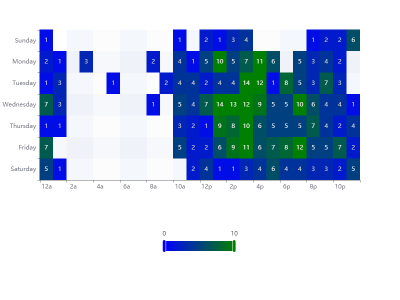 Sunday 1 1 2 1 3 4 1 2 2 6
Monday 2 1 3 2 4 1 5 10 5 7 11 6 5 3 4 2
Tuesday 1 3 1 2 4 4 2 4 4 14 12 1 8 5 3 7 3
Wednesday 7 3 1 5 4 7 14 13 12 9 5 5 10 6 4 4 1
Thursday 1 1 3 2 1 9 8 10 6 5 5 5 7 4 2 4
Friday 7 5 2 2 6 9 11 6 7 8 12 5 5 7 2
Saturday 5 1 2 4 1 1 3 4 6 4 4 3 3 2 5
12a 2a 4a 6a 8a 10a 12p 2p 4p 6p 8p 10p
0 10